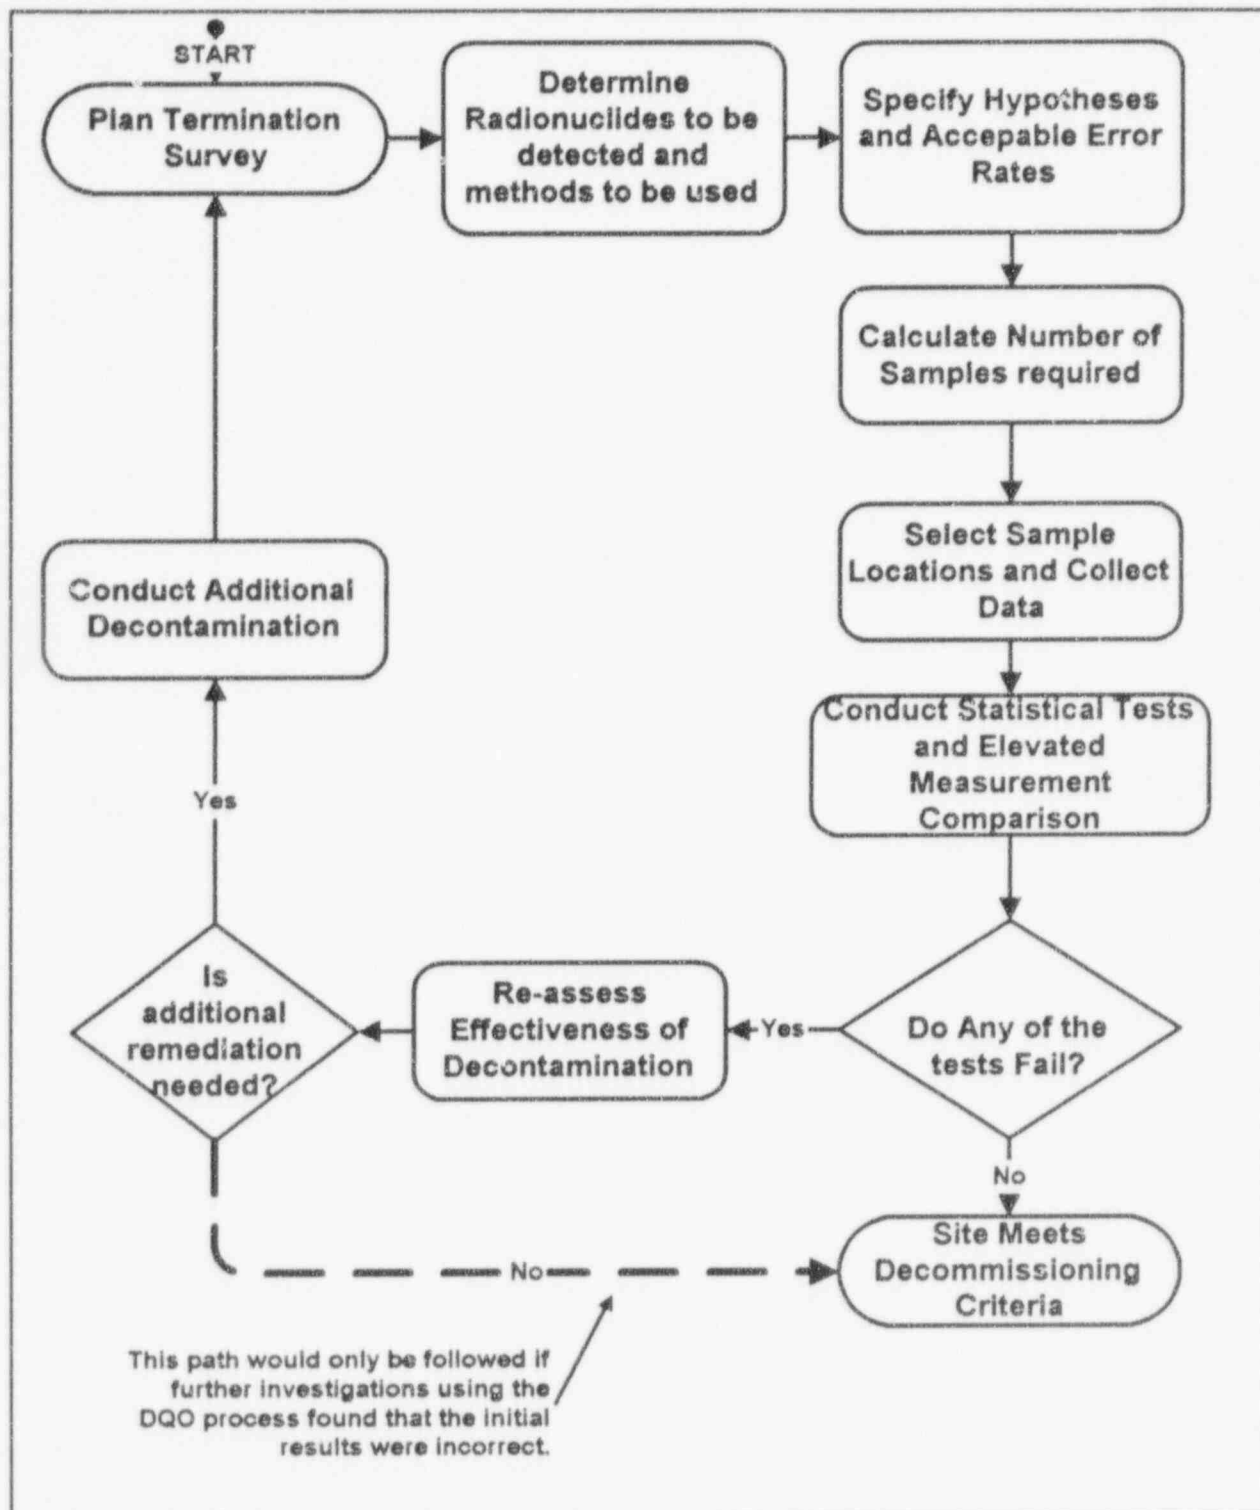 START
Plan Termination
Survey
Determine
Radionuclides to be
detected and
methods to be used
Specify Hypotheses
and Accepable Error
Rates
Calculate Number of
Samples required
Select Sample
Locations and Collect
Data
Conduct Statistical Tests
and Elevated
Measurement
Comparison
Do Any of the
tests Fail?
Yes
Re-assess
Effectiveness of
Decontamination
Is
additional
remediation
needed?
Yes
Conduct Additional
Decontamination
No
Site Meets
Decommissioning
Criteria
No
This path would only be followed if
further investigations using the
DQO process found that the initial
results were incorrect.